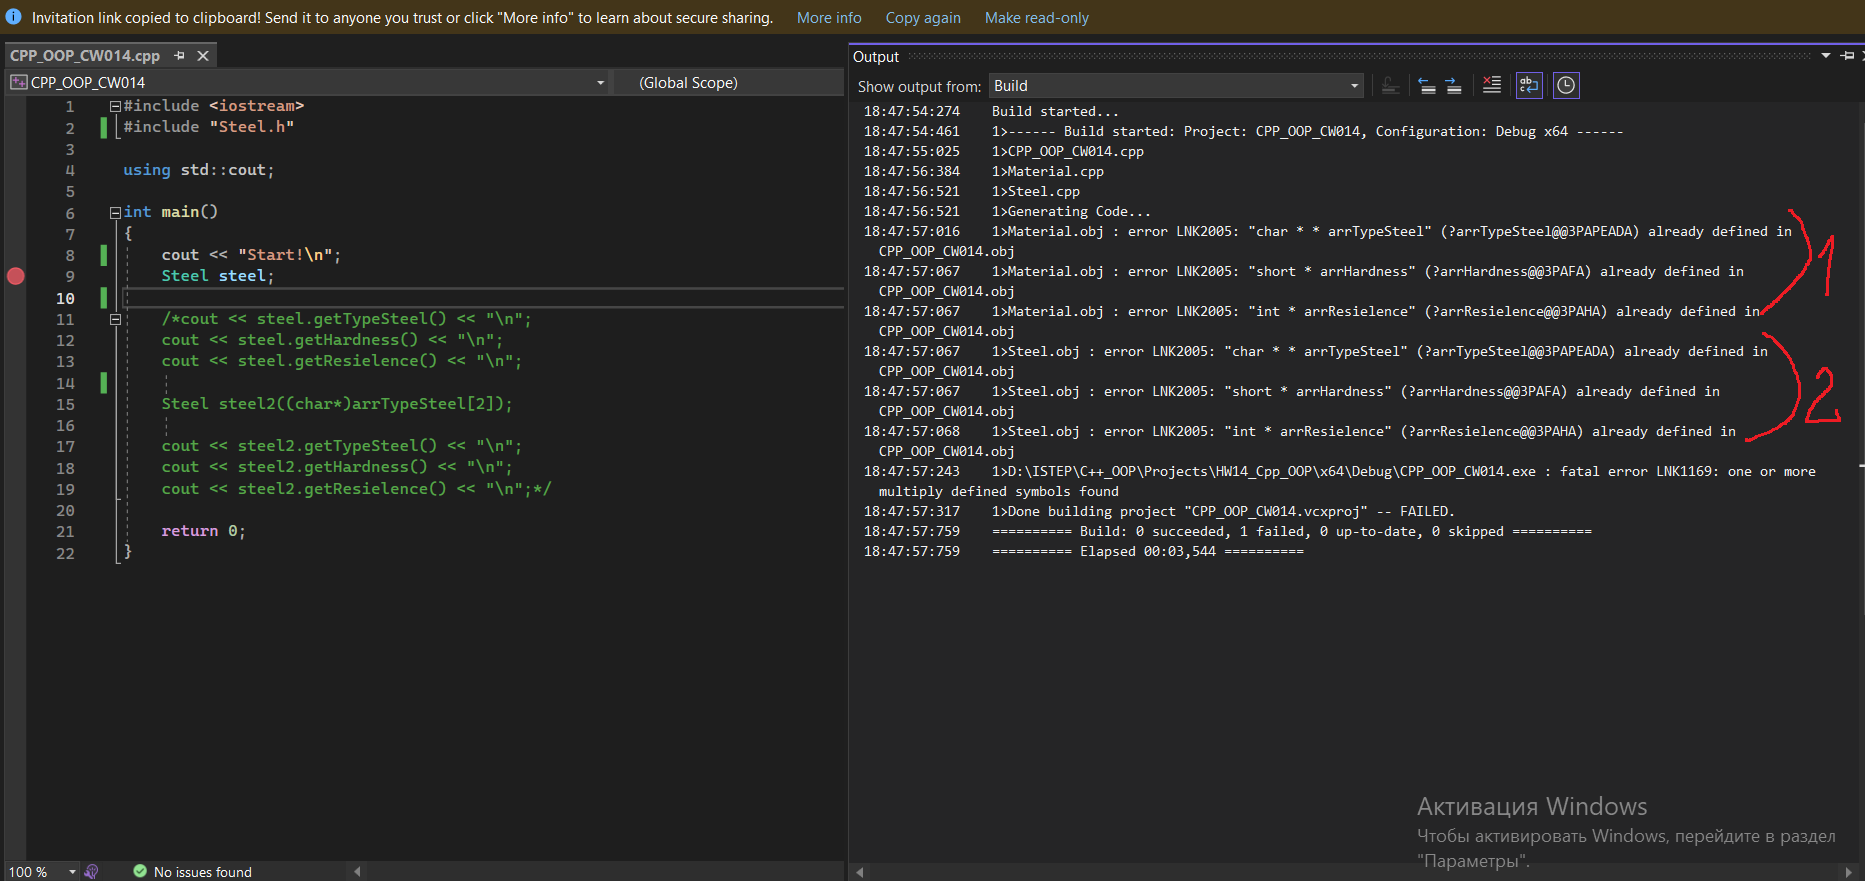 Invitation link copied to clipboard! Send it to anyone you trust or click "More info" to learn about secure sharing. More info Copy again Make read-only
CPP_OOP_CW014.cpp
CPP_OOP_CW014 (Global Scope)
1 #include <iostream>
2 #include "Steel.h"
3
4 using std::cout;
5
6 int main()
7 {
8 cout << "Start!\n";
9 Steel steel;
10
11 /*cout << steel.getTypeSteel() << "\n";
12 cout << steel.getHardness() << "\n";
13 cout << steel.getResielence() << "\n";
14
15 Steel steel2((char*)arrTypeSteel[2]);
16
17 cout << steel2.getTypeSteel() << "\n";
18 cout << steel2.getHardness() << "\n";
19 cout << steel2.getResielence() << "\n";*/
20
21 return 0;
22 }
100 % No issues found
Output
Show output from: Build
18:47:54:274 Build started...
18:47:54:461 1>------ Build started: Project: CPP_OOP_CW014, Configuration: Debug x64 ------
18:47:55:025 1>CPP_OOP_CW014.cpp
18:47:56:384 1>Material.cpp
18:47:56:521 1>Steel.cpp
18:47:56:521 1>Generating Code...
18:47:57:016 1>Material.obj : error LNK2005: "char * * arrTypeSteel" (?arrTypeSteel@@3PAPEADA) already defined in
CPP_OOP_CW014.obj
18:47:57:067 1>Material.obj : error LNK2005: "short * arrHardness" (?arrHardness@@3PAFA) already defined in
CPP_OOP_CW014.obj
18:47:57:067 1>Material.obj : error LNK2005: "int * arrResielence" (?arrResielence@@3PAHA) already defined in
CPP_OOP_CW014.obj
1
18:47:57:067 1>Steel.obj : error LNK2005: "char * * arrTypeSteel" (?arrTypeSteel@@3PAPEADA) already defined in
CPP_OOP_CW014.obj
18:47:57:067 1>Steel.obj : error LNK2005: "short * arrHardness" (?arrHardness@@3PAFA) already defined in
CPP_OOP_CW014.obj
18:47:57:068 1>Steel.obj : error LNK2005: "int * arrResielence" (?arrResielence@@3PAHA) already defined in
CPP_OOP_CW014.obj
2
18:47:57:243 1>D:\ISTEP\C++_OOP\Projects\HW14_Cpp_OOP\x64\Debug\CPP_OOP_CW014.exe : fatal error LNK1169: one or more
multiply defined symbols found
18:47:57:317 1>Done building project "CPP_OOP_CW014.vcxproj" -- FAILED.
18:47:57:759 ========== Build: 0 succeeded, 1 failed, 0 up-to-date, 0 skipped ==========
18:47:57:759 ========== Elapsed 00:03,544 ==========
Активация Windows
Чтобы активировать Windows, перейдите в раздел
"Параметры".